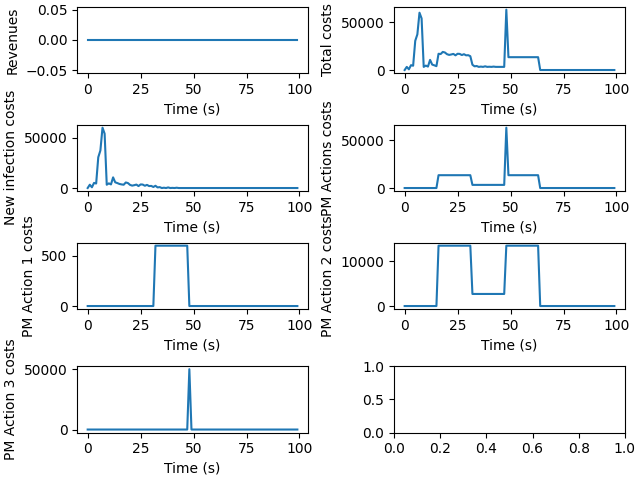 Revenues
0.05
0.00
−0.05
0 25 50 75 100
Time (s)
Total costs
50000
0
0 25 50 75 100
Time (s)
New infection costs
50000
0
0 25 50 75 100
Time (s)
PM Actions costs
50000
0
0 25 50 75 100
Time (s)
PM Action 1 costs
500
0
0 25 50 75 100
Time (s)
PM Action 2 costs
10000
0
0 25 50 75 100
Time (s)
PM Action 3 costs
50000
0
0 25 50 75 100
Time (s)
1.0
0.5
0.0
0.0 0.2 0.4 0.6 0.8 1.0